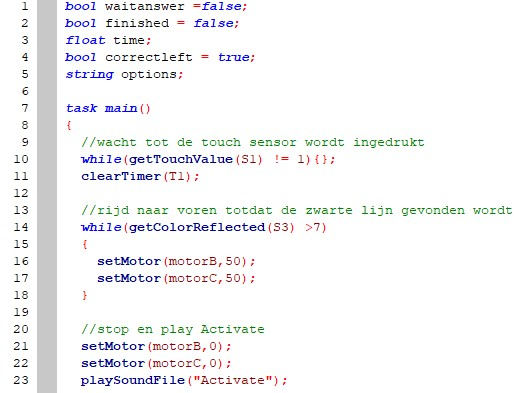 1 bool waitanswer =false;
2 bool finished = false;
3 float time;
4 bool correctleft = true;
5 string options;
6
7 task main()
8 {
9 //wacht tot de touch sensor wordt ingedrukt
10 while(getTouchValue(S1) != 1){};
11 clearTimer(T1);
12
13 //rijd naar voren totdat de zwarte lijn gevonden wordt
14 while(getColorReflected(S3) >7)
15 {
16 setMotor(motorB,50);
17 setMotor(motorC,50);
18 }
19
20 //stop en play Activate
21 setMotor(motorB,0);
22 setMotor(motorC,0);
23 playSoundFile("Activate");